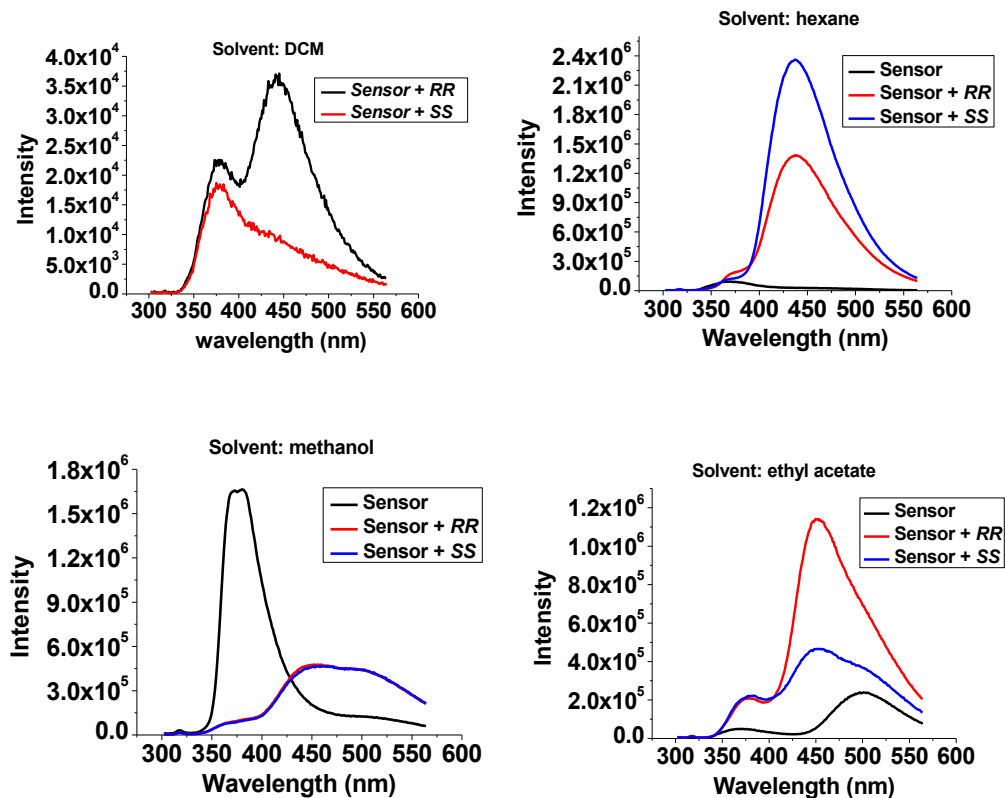 Solvent: DCM
4.0x10⁴
3.5x10⁴
3.0x10⁴
2.5x10⁴
2.0x10⁴
1.5x10⁴
1.0x10⁴
5.0x10³
0.0
Intensity
Sensor + RR
Sensor + SS
300 350 400 450 500 550 600
wavelength (nm)
Solvent: hexane
2.4x10⁶
2.1x10⁶
1.8x10⁶
1.5x10⁶
1.2x10⁶
9.0x10⁵
6.0x10⁵
3.0x10⁵
0.0
Intensity
Sensor
Sensor + RR
Sensor + SS
300 350 400 450 500 550 600
Wavelength (nm)
Solvent: methanol
1.8x10⁶
1.5x10⁶
1.2x10⁶
9.0x10⁵
6.0x10⁵
3.0x10⁵
0.0
Intensity
Sensor
Sensor + RR
Sensor + SS
300 350 400 450 500 550 600
Wavelength (nm)
Solvent: ethyl acetate
1.2x10⁶
1.0x10⁶
8.0x10⁵
6.0x10⁵
4.0x10⁵
2.0x10⁵
0.0
Intensity
Sensor
Sensor + RR
Sensor + SS
300 350 400 450 500 550 600
Wavelength (nm)